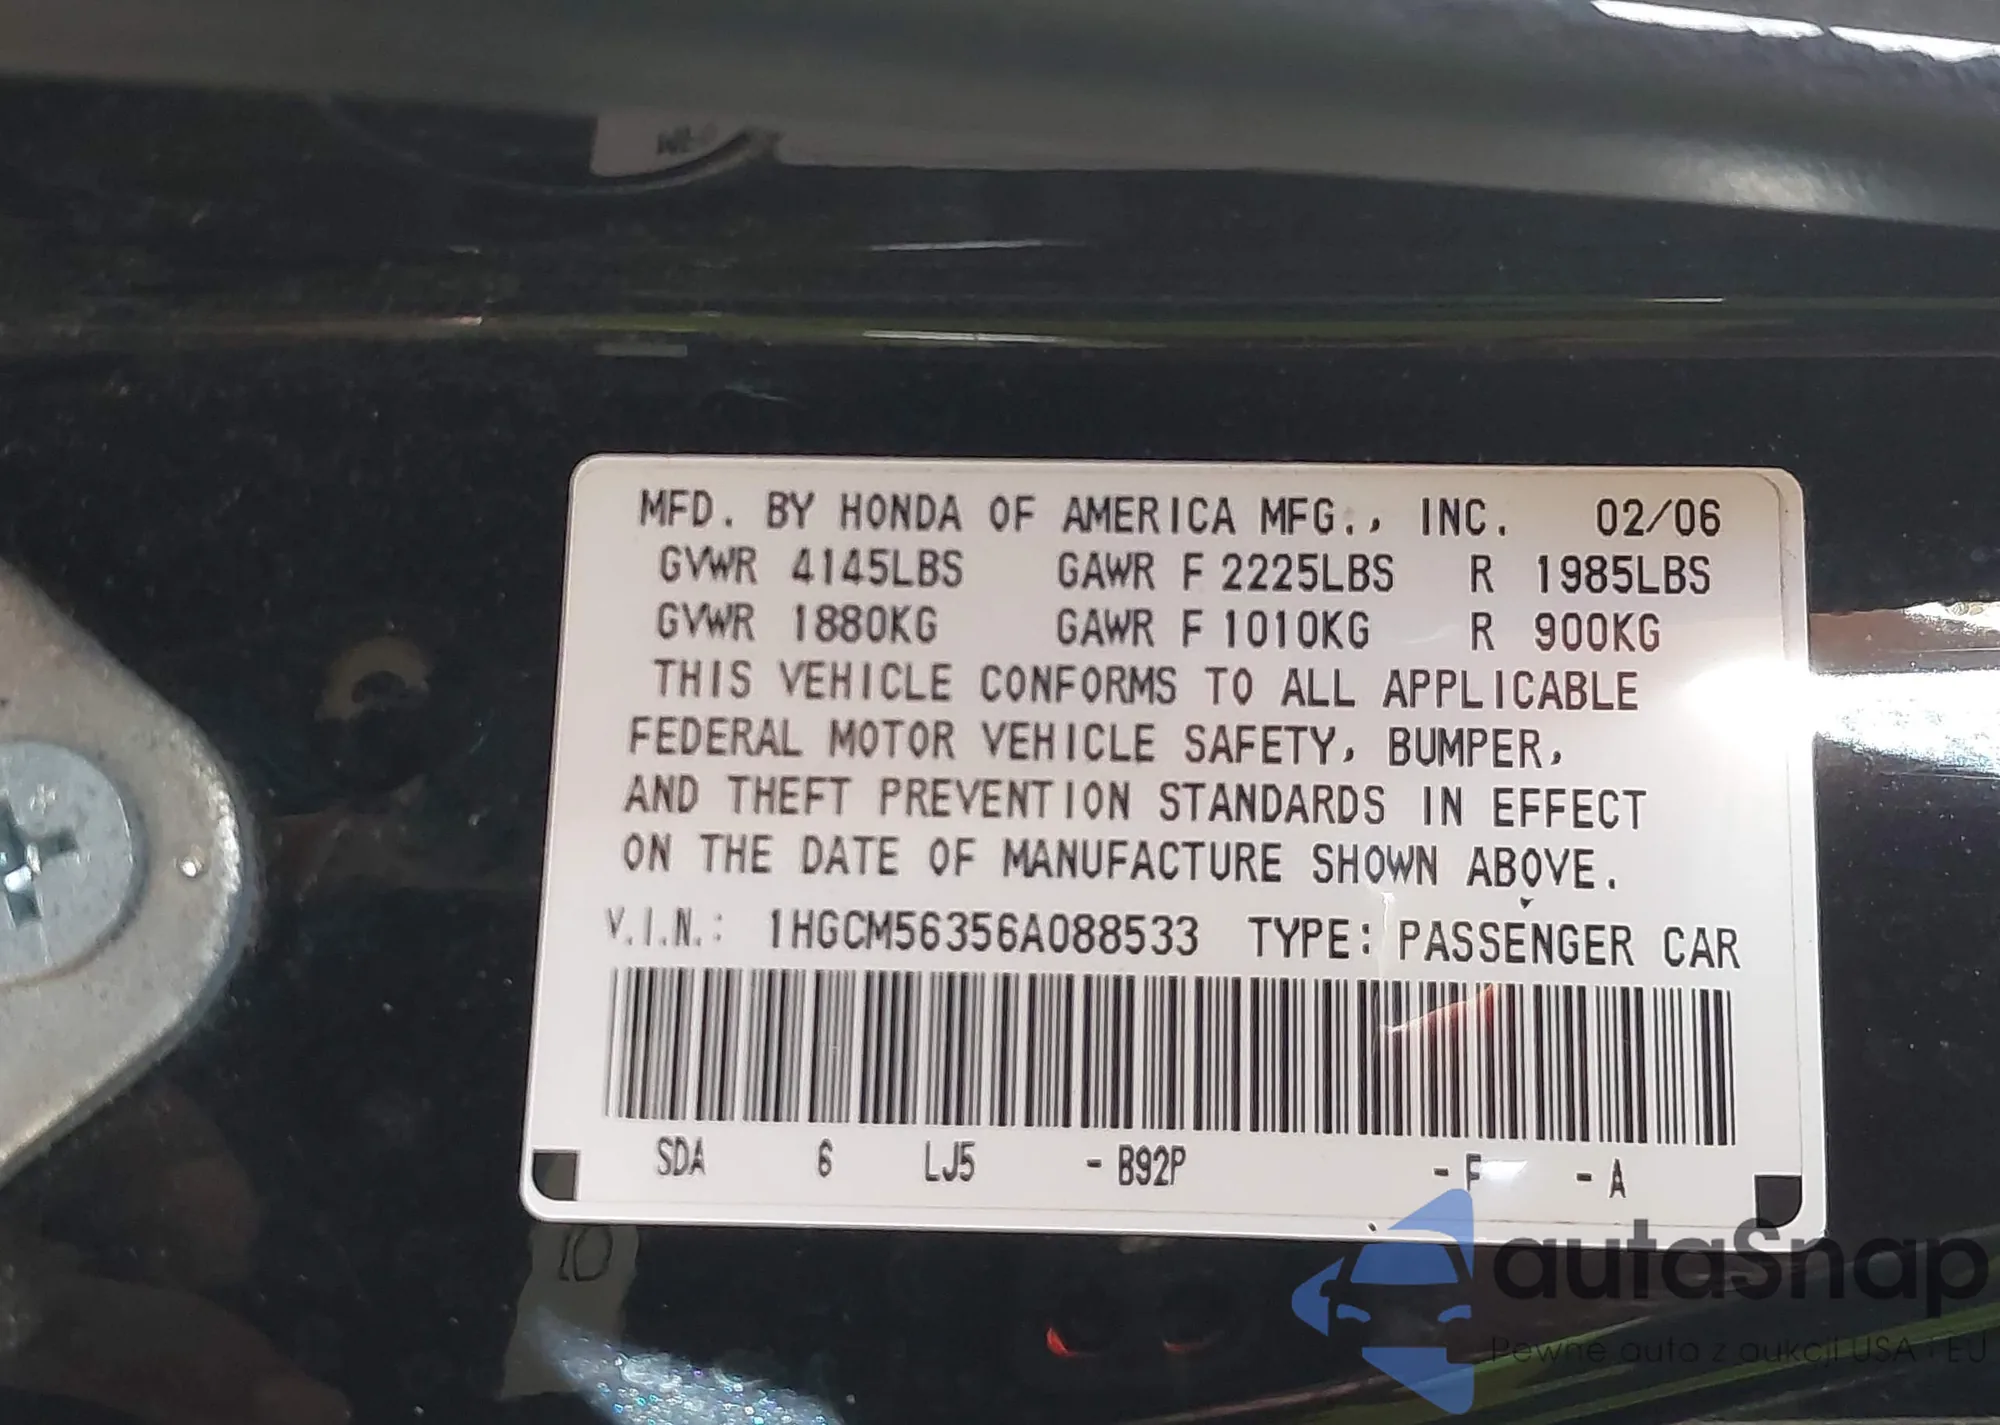 MFD. BY HONDA OF AMERICA MFG., INC. 02/06
GVWR 4145LBS GAWR F 2225LBS R 1985LBS
GVWR 1880KG GAWR F 1010KG R 900KG
THIS VEHICLE CONFORMS TO ALL APPLICABLE
FEDERAL MOTOR VEHICLE SAFETY, BUMPER,
AND THEFT PREVENTION STANDARDS IN EFFECT
ON THE DATE OF MANUFACTURE SHOWN ABOVE.
V.I.N.: 1HGCM56356A088533 TYPE: PASSENGER CAR
SDA 6 LJ5 - B92P - F - A
autaSnap
Pewne auta z aukcji USA i EU